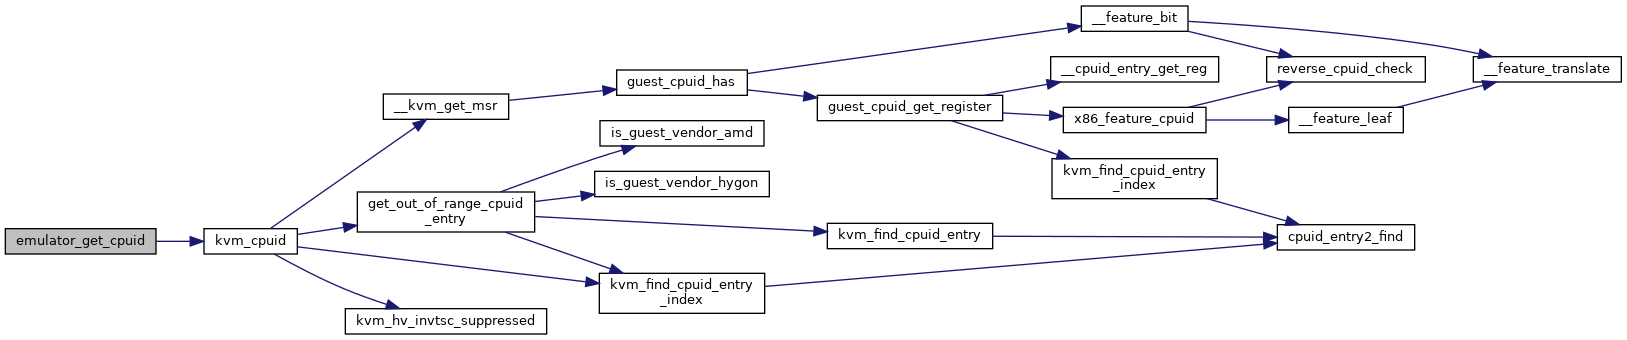 emulator_get_cpuid
kvm_cpuid
__kvm_get_msr
get_out_of_range_cpuid
_entry
kvm_hv_invtsc_suppressed
guest_cpuid_has
is_guest_vendor_amd
is_guest_vendor_hygon
kvm_find_cpuid_entry
_index
guest_cpuid_get_register
kvm_find_cpuid_entry
__feature_bit
__cpuid_entry_get_reg
x86_feature_cpuid
kvm_find_cpuid_entry
_index
reverse_cpuid_check
__feature_leaf
cpuid_entry2_find
__feature_translate